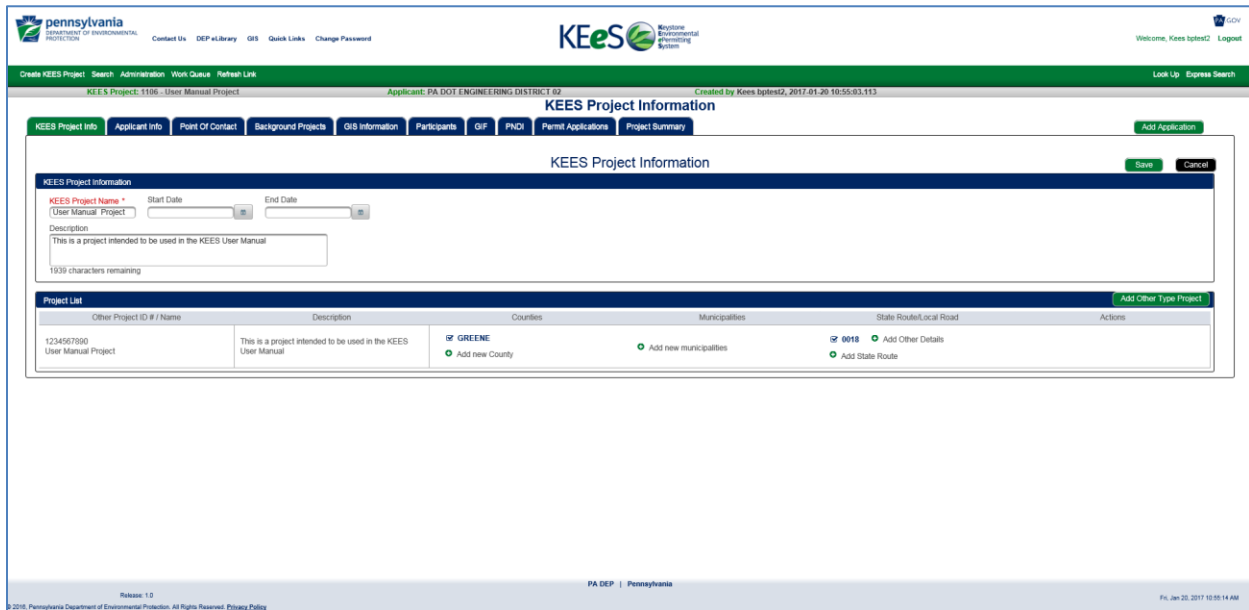 pennsylvania
DEPARTMENT OF ENVIRONMENTAL
PROTECTION
Contact Us DEP eLibrary GIS Quick Links Change Password
KEeS Keystone Environmental ePermitting System
PA GOV
Welcome, Kees bptest2 Logout
Create KEES Project Search Administration Work Queue Refresh Link Look Up Express Search
KEES Project: 1106 - User Manual Project Applicant: PA DOT ENGINEERING DISTRICT 02 Created by Kees bptest2, 2017-01-20 10:55:03.113
KEES Project Information
KEES Project Info Applicant Info Point Of Contact Background Projects GIS Information Participants GIF PNDI Permit Applications Project Summary Add Application
KEES Project Information
Save Cancel
KEES Project Information
KEES Project Name * Start Date End Date
User Manual Project
Description
This is a project intended to be used in the KEES User Manual
1939 characters remaining
Project List Add Other Type Project
Other Project ID # / Name Description Counties Municipalities State Route/Local Road Actions
1234567890
User Manual Project
This is a project intended to be used in the KEES
User Manual
GREENE
Add new County
Add new municipalities
0018 Add Other Details
Add State Route
PA DEP | Pennsylvania
Release: 1.0
Fri, Jan 20, 2017 10:55:14 AM
© 2016, Pennsylvania Department of Environmental Protection. All Rights Reserved. Privacy Policy